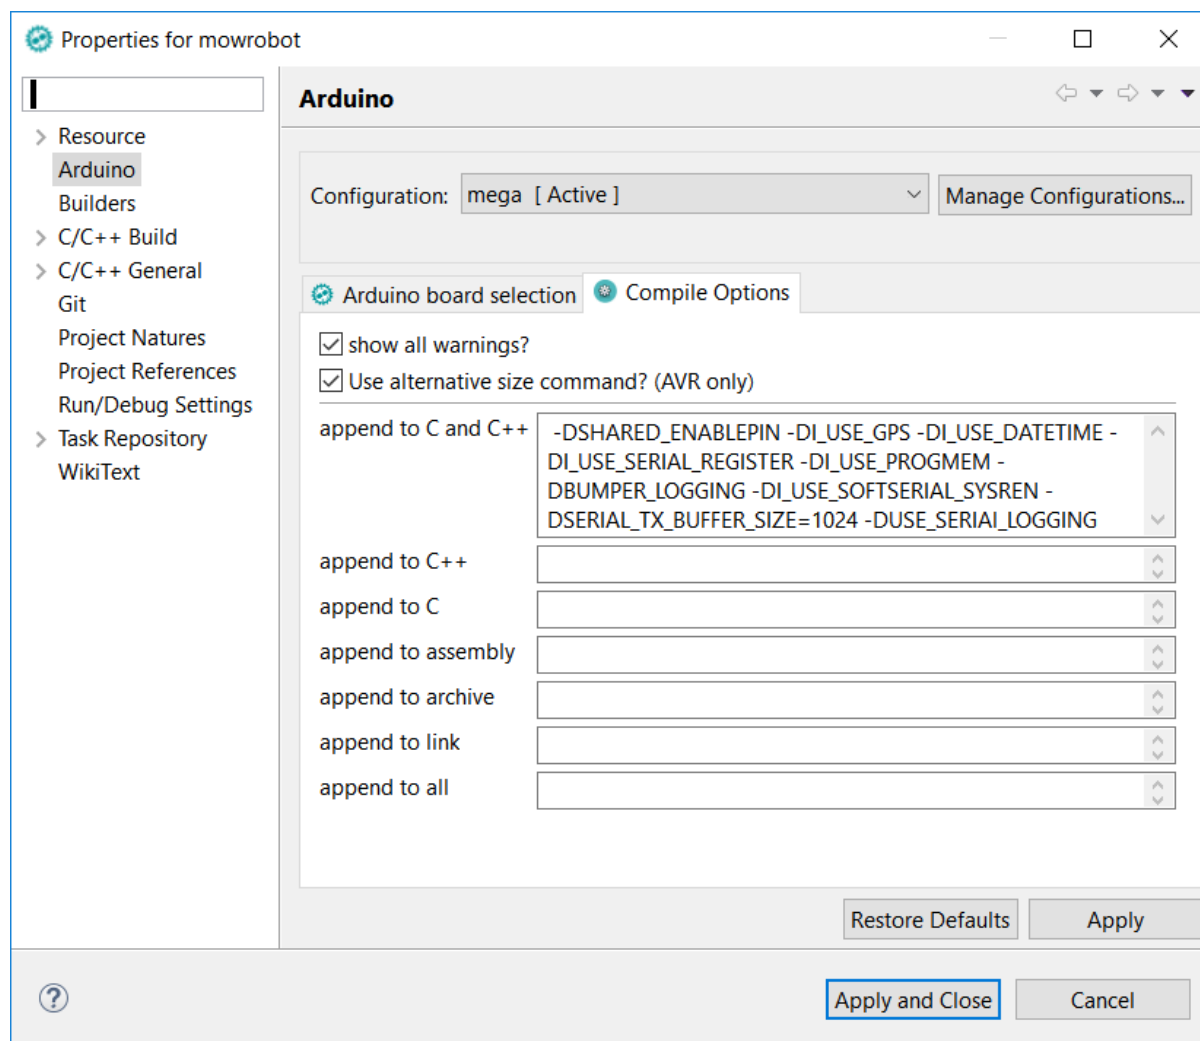 Properties for mowrobot
Resource
Arduino
Builders
C/C++ Build
C/C++ General
Git
Project Natures
Project References
Run/Debug Settings
Task Repository
WikiText
Arduino
Configuration: mega [ Active ] Manage Configurations...
Arduino board selection Compile Options
show all warnings?
Use alternative size command? (AVR only)
append to C and C++ -DSHARED_ENABLEPIN -DI_USE_GPS -DI_USE_DATETIME -
DI_USE_SERIAL_REGISTER -DI_USE_PROGMEM -
DBUMPER_LOGGING -DI_USE_SOFTSERIAL_SYSREN -
DSERIAL_TX_BUFFER_SIZE=1024 -DUSE_SERIAI_LOGGING
append to C++
append to C
append to assembly
append to archive
append to link
append to all
Restore Defaults Apply
? Apply and Close Cancel